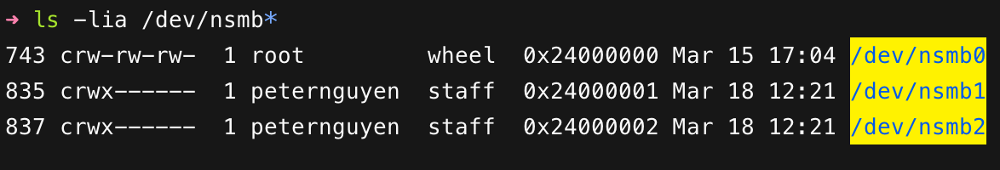 ➜ ls -lia /dev/nsmb*
743 crw-rw-rw-  1 root         wheel  0x24000000 Mar 15 17:04 /dev/nsmb0
835 crwx------  1 peternguyen  staff  0x24000001 Mar 18 12:21 /dev/nsmb1
837 crwx------  1 peternguyen  staff  0x24000002 Mar 18 12:21 /dev/nsmb2